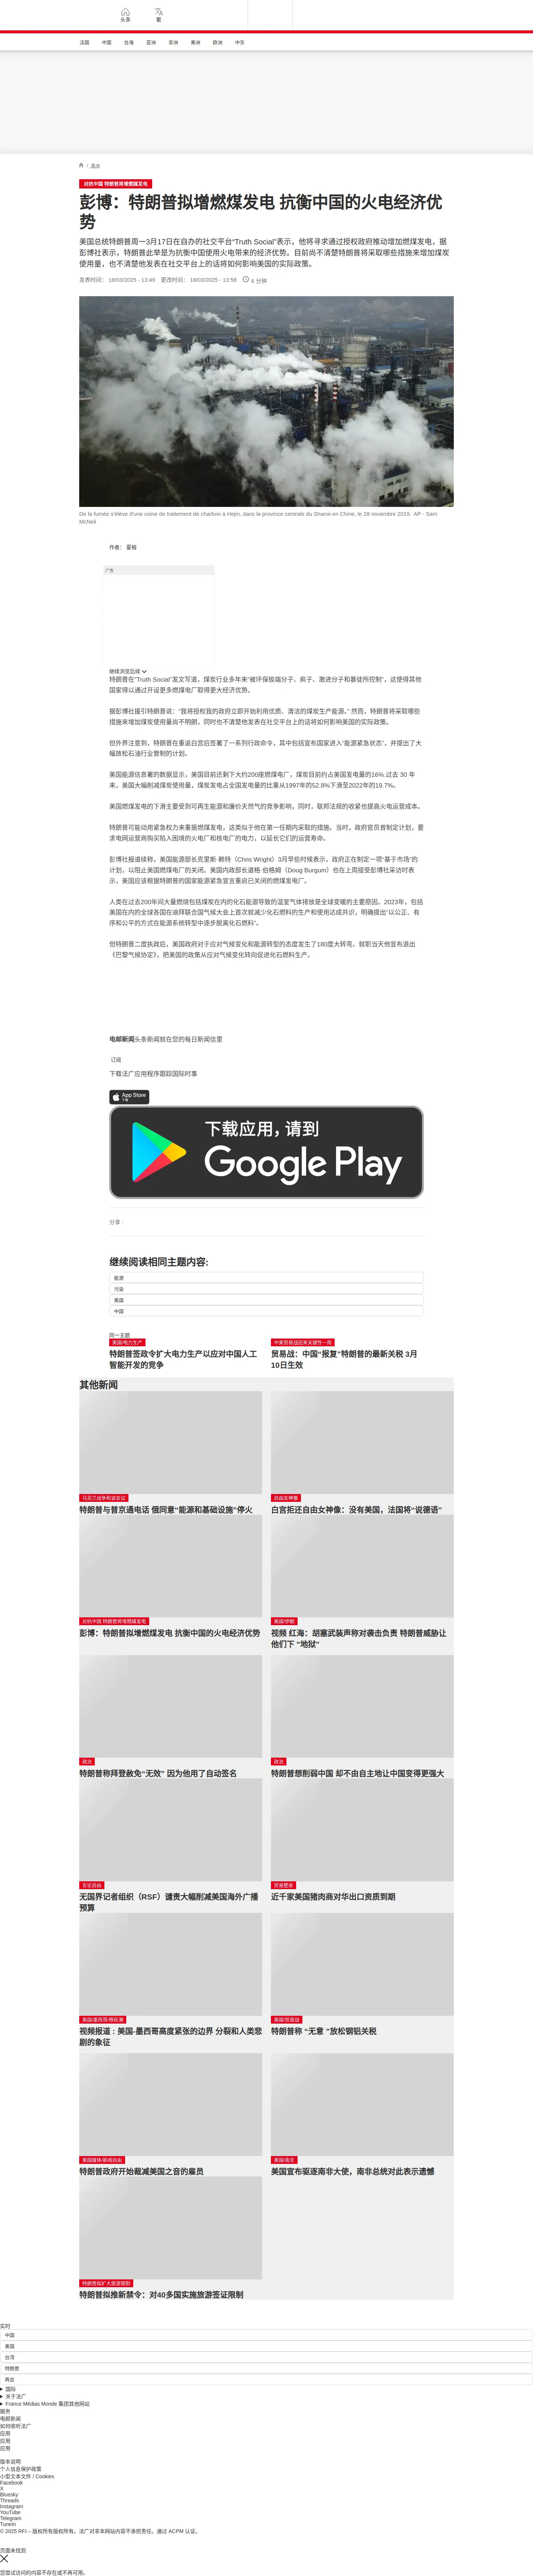 头条
繁
法国 中国 台海 亚洲 非洲 美洲 欧洲 中东
/ 美洲
对抗中国 特朗普将增燃煤发电
彭博：特朗普拟增燃煤发电 抗衡中国的火电经济优
势
美国总统特朗普周一3月17日在自办的社交平台“Truth Social”表示，他将寻求通过授权政府推动增加燃煤发电，据
彭博社表示，特朗普此举是为抗衡中国使用火电带来的经济优势。目前尚不清楚特朗普将采取哪些措施来增加煤炭
使用量，也不清楚他发表在社交平台上的话将如何影响美国的实际政策。
发表时间： 18/03/2025 - 13:49 更改时间： 18/03/2025 - 13:58 6 分钟
De la fumée s'élève d'une usine de traitement de charbon à Hejin, dans la province centrale du Shanxi en Chine, le 28 novembre 2019. AP - Sam
McNeil
作者： 夏榕
广告
继续浏览后续
特朗普在“Truth Social”发文写道，煤炭行业多年来“被环保极端分子、疯子、激进分子和暴徒所控制”，这使得其他
国家得以通过开设更多燃煤电厂取得更大经济优势。
据彭博社援引特朗普说：“我将授权我的政府立即开始利用优质、清洁的煤炭生产能源。” 然而，特朗普将采取哪些
措施来增加煤炭使用量尚不明朗，同时也不清楚他发表在社交平台上的话将如何影响美国的实际政策。
但外界注意到，特朗普在重返白宫后签署了一系列行政命令，其中包括宣布国家进入“能源紧急状态”，并提出了大
幅放松石油行业管制的计划。
美国能源信息署的数据显示，美国目前还剩下大约200座燃煤电厂，煤炭目前约占美国发电量的16%.过去 30 年
来，美国大幅削减煤炭使用量，煤炭发电占全国发电量的比重从1997年的52.8%下滑至2022年的19.7%。
美国燃煤发电的下滑主要受到可再生能源和廉价天然气的竞争影响，同时，联邦法规的收紧也提高火电运营成本。
特朗普可能动用紧急权力来重振燃煤发电。这类似于他在第一任期内采取的措施。当时，政府官员曾制定计划，要
求电网运营商购买陷入困境的火电厂和核电厂的电力，以延长它们的运营寿命。
彭博社报道续称，美国能源部长克里斯·赖特（Chris Wright）3月早些时候表示，政府正在制定一项“基于市场”的
计划，以阻止美国燃煤电厂的关闭。美国内政部长道格·伯格姆（Doug Burgum）也在上周接受彭博社采访时表
示，美国应该根据特朗普的国家能源紧急宣言重启已关闭的燃煤发电厂。
人类在过去200年间大量燃烧包括煤炭在内的化石能源导致的温室气体排放是全球变暖的主要原因。2023年，包括
美国在内的全球各国在迪拜联合国气候大会上首次就减少化石燃料的生产和使用达成共识，明确提出“以公正、有
序和公平的方式在能源系统转型中逐步脱离化石燃料”。
但特朗普二度执政后，美国政府对于应对气候变化和能源转型的态度发生了180度大转弯。就职当天他宣布退出
《巴黎气候协定》，把美国的政策从应对气候变化转向促进化石燃料生产。
电邮新闻头条新闻就在您的每日新闻信里
订阅
下载法广应用程序跟踪国际时事
App Store
下载
下载应用，请到
Google Play
分享 :
继续阅读相同主题内容:
能源
污染
美国
中国
同一主题
美国/电力生产
特朗普签政令扩大电力生产以应对中国人工
智能开发的竞争
中美贸易战迎来关键性一周
贸易战：中国“报复”特朗普的最新关税 3月
10日生效
其他新闻
乌克兰战争和谈会议
特朗普与普京通电话 俄同意“能源和基础设施”停火
自由女神像
白宫拒还自由女神像：没有美国，法国将“说德语”
对抗中国 特朗普将增燃煤发电
彭博：特朗普拟增燃煤发电 抗衡中国的火电经济优势
美国/伊朗
视频 红海：胡塞武装声称对袭击负责 特朗普威胁让
他们下 “地狱”
政治
特朗普称拜登赦免“无效” 因为他用了自动签名
政治
特朗普想削弱中国 却不由自主地让中国变得更强大
言论自由
无国界记者组织（RSF）谴责大幅削减美国海外广播
预算
贸易壁垒
近千家美国猪肉商对华出口资质到期
美国/墨西哥/移民潮
视频报道 : 美国-墨西哥高度紧张的边界 分裂和人类悲
剧的象征
美国/贸易战
特朗普称 “无意 ”放松钢铝关税
美国媒体/新闻自由
特朗普政府开始裁减美国之音的雇员
美国/南非
美国宣布驱逐南非大使，南非总统对此表示遗憾
特朗普拟扩大旅游限制
特朗普拟推新禁令：对40多国实施旅游签证限制
实时
中国
美国
台湾
特朗普
两会
国际
关于法广
France Médias Monde 集团其他网站
服务
电邮新闻
如何收听法广
应用
应用
应用
版本说明
个人信息保护政策
小型文本文件 / Cookies
Facebook
X
Bluesky
Threads
Instagram
YouTube
Telegram
TuneIn
© 2025 RFI – 版权所有版权所有。法广对非本网站内容不承担责任。通过 ACPM 认证。
页面未找到
您尝试访问的内容不存在或不再可用。